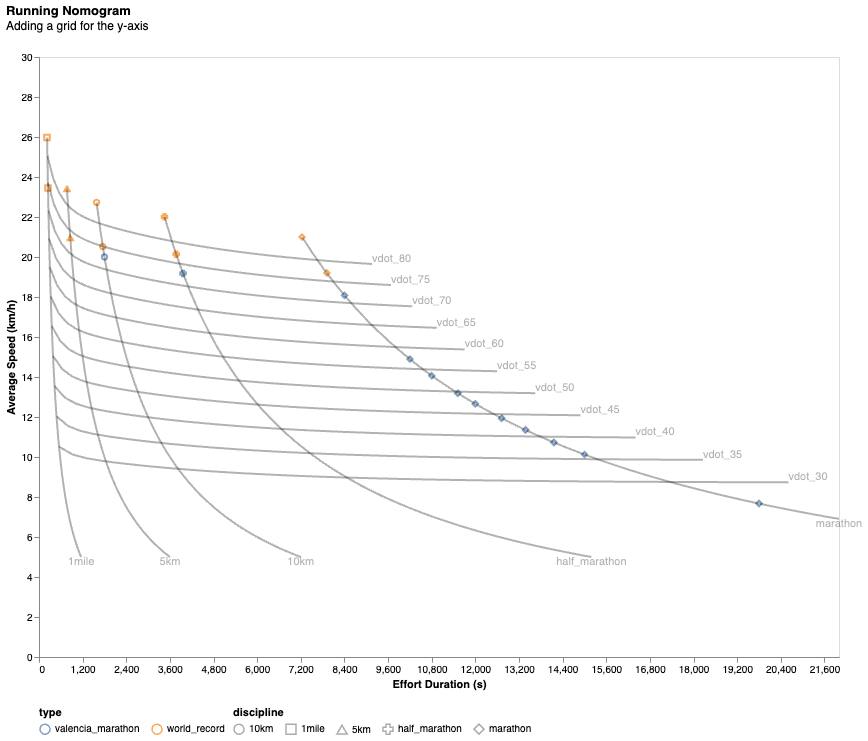 Running Nomogram
Adding a grid for the y-axis
30
28
26
24
22
20
18
16
14
12
10
8
6
4
2
0
Average Speed (km/h)
vdot_80
vdot_75
vdot_70
vdot_65
vdot_60
vdot_55
vdot_50
vdot_45
vdot_40
vdot_35
vdot_30
marathon
1mile 5km 10km half_marathon
0 1,200 2,400 3,600 4,800 6,000 7,200 8,400 9,600 10,800 12,000 13,200 14,400 15,600 16,800 18,000 19,200 20,400 21,600
Effort Duration (s)
type discipline
valencia_marathon world_record 10km 1mile 5km half_marathon marathon